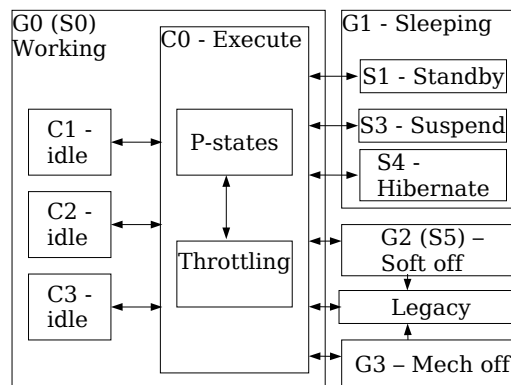 G0 (S0)
Working
C0 - Execute
C1 -
idle
C2 -
idle
C3 -
idle
P-states
Throttling
G1 - Sleeping
S1 - Standby
S3 - Suspend
S4 -
Hibernate
G2 (S5) –
Soft off
Legacy
G3 – Mech off